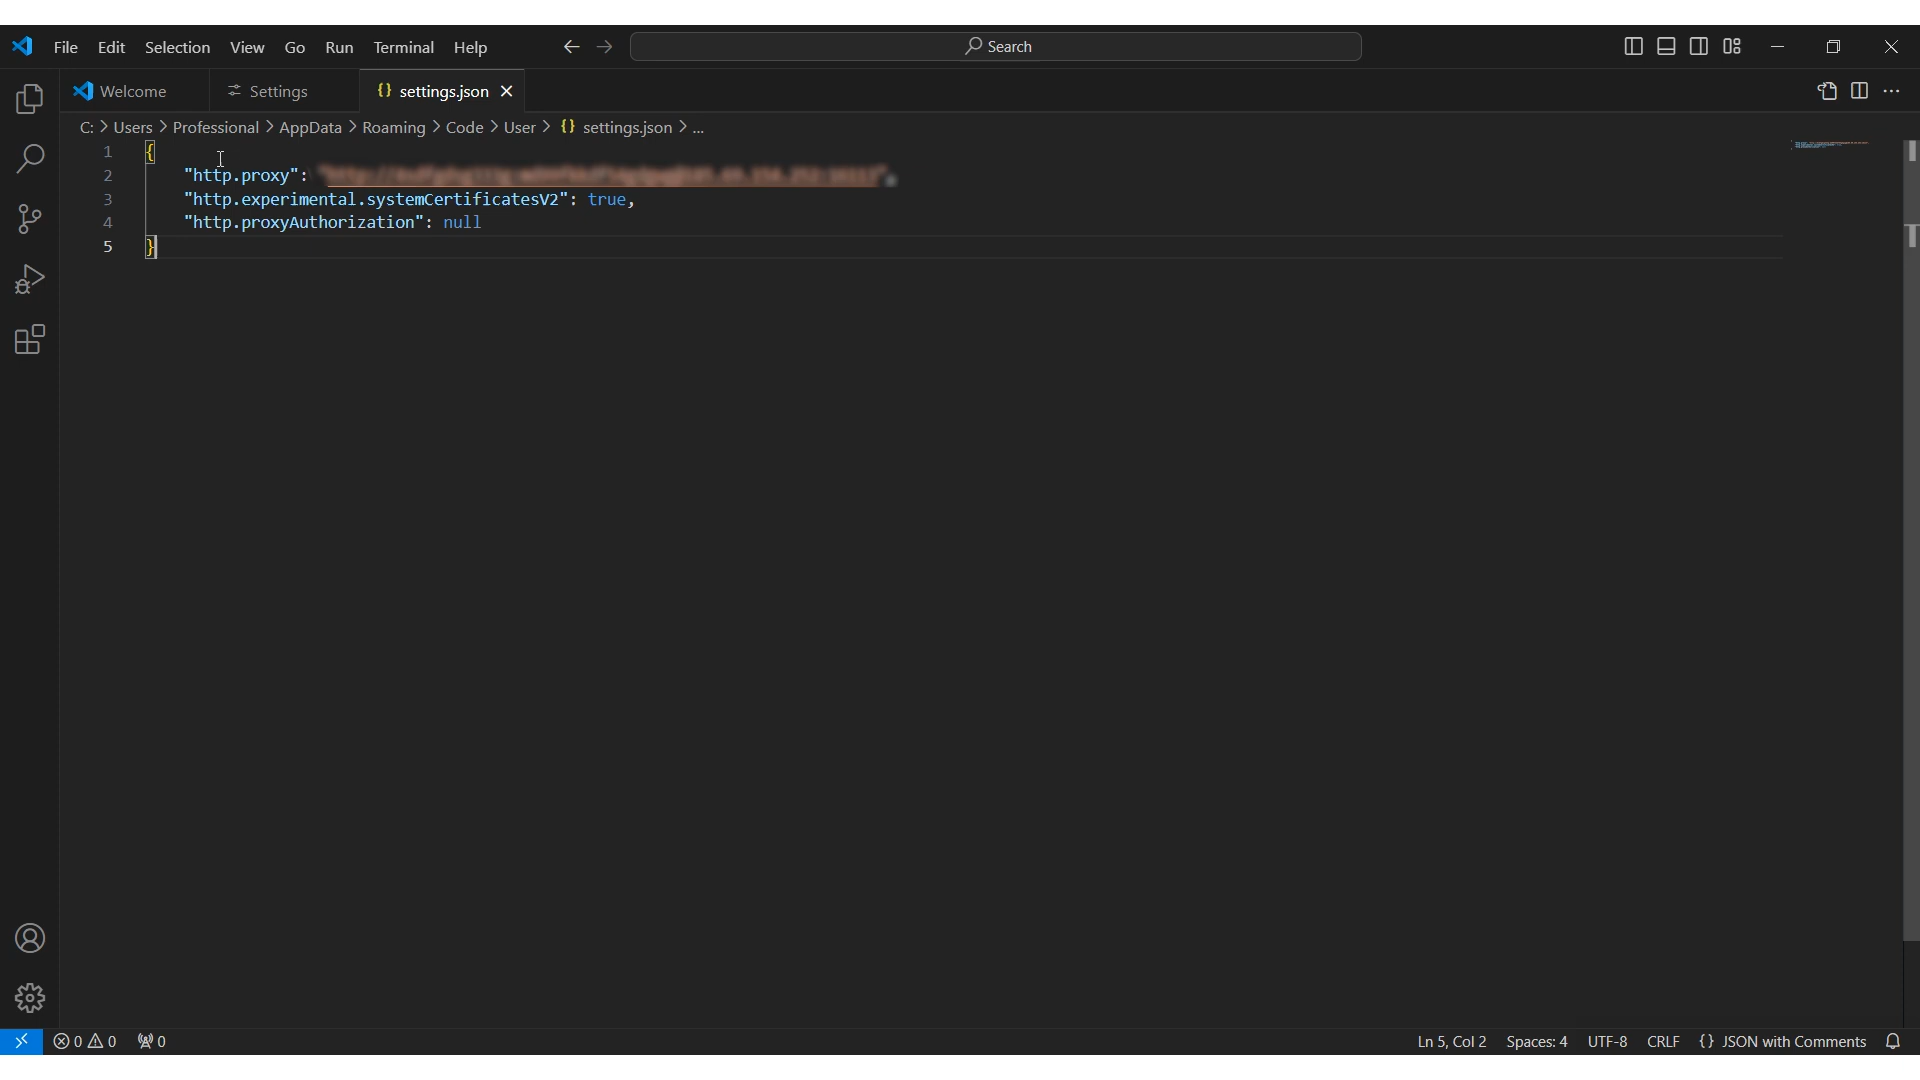 File Edit Selection View Go Run Terminal Help Search
Welcome Settings {} settings.json
C: > Users > Professional > AppData > Roaming > Code > User > {} settings.json > ...
1 {
2 "http.proxy":
3 "http.experimental.systemCertificatesV2": true,
4 "http.proxyAuthorization": null
5 }
0 0 0 Ln 5, Col 2 Spaces: 4 UTF-8 CRLF {} JSON with Comments